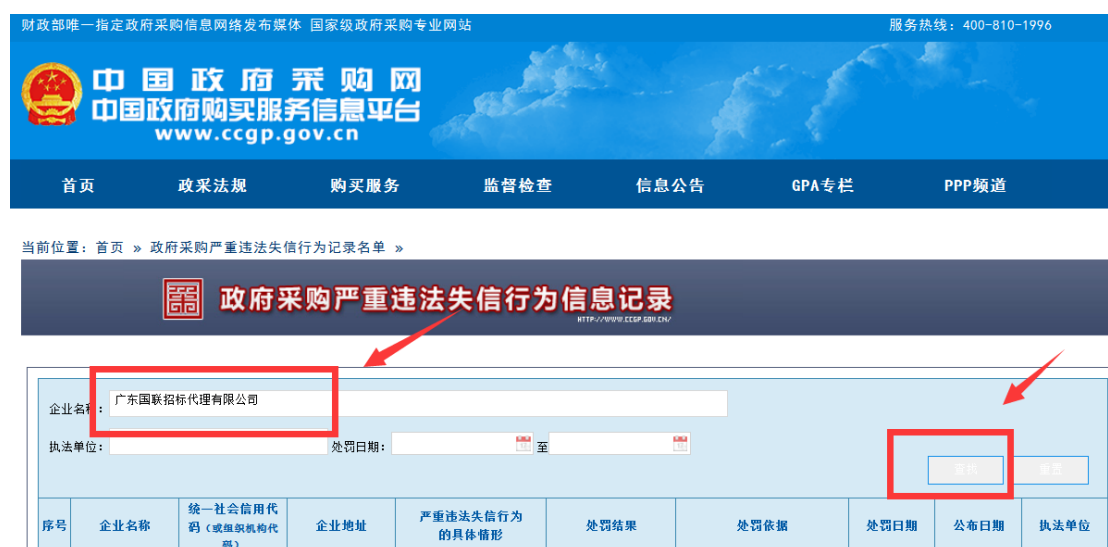 财政部唯一指定政府采购信息网络发布媒体 国家级政府采购专业网站 服务热线：400-810-1996
中国政府采购网
中国政府购买服务信息平台
www.ccgp.gov.cn
首页 政采法规 购买服务 监督检查 信息公告 GPA专栏 PPP频道
当前位置：首页 » 政府采购严重违法失信行为记录名单 »
政府采购严重违法失信行为信息记录
HTTP://WWW.CCGP.GOV.CN/
企业名称： 广东国联招标代理有限公司
执法单位： 处罚日期： 至
查找 重置
序号 企业名称 统一社会信用代码（或组织机构代码） 企业地址 严重违法失信行为的具体情形 处罚结果 处罚依据 处罚日期 公布日期 执法单位